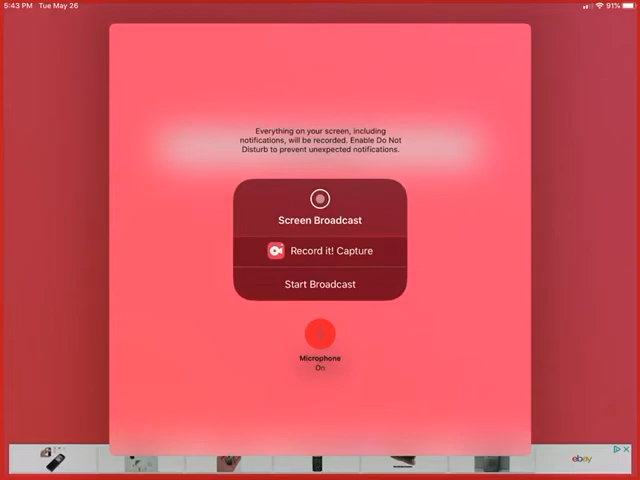 5:43 PM Tue May 26
91%
Everything on your screen, including
notifications, will be recorded. Enable Do Not
Disturb to prevent unexpected notifications.
Screen Broadcast
Record it! Capture
Start Broadcast
Microphone
On
ebay